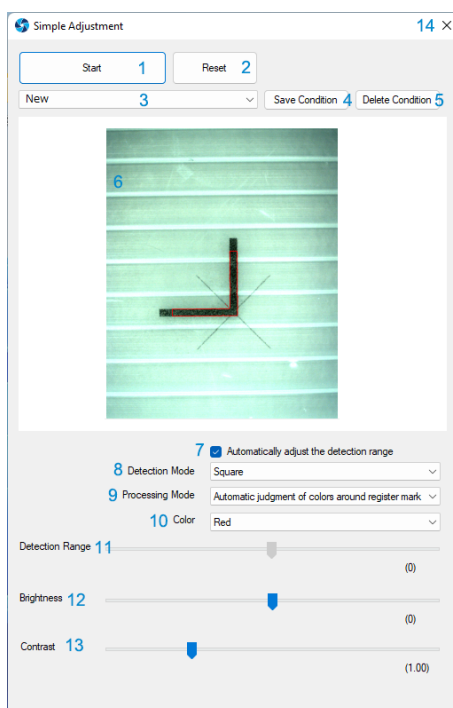 Simple Adjustment 14
Start 1 Reset 2
New 3 Save Condition 4 Delete Condition 5
6
7 Automatically adjust the detection range
8 Detection Mode Square
9 Processing Mode Automatic judgment of colors around register mark
10 Color Red
Detection Range 11
(0)
Brightness 12
(0)
Contrast 13
(1.00)